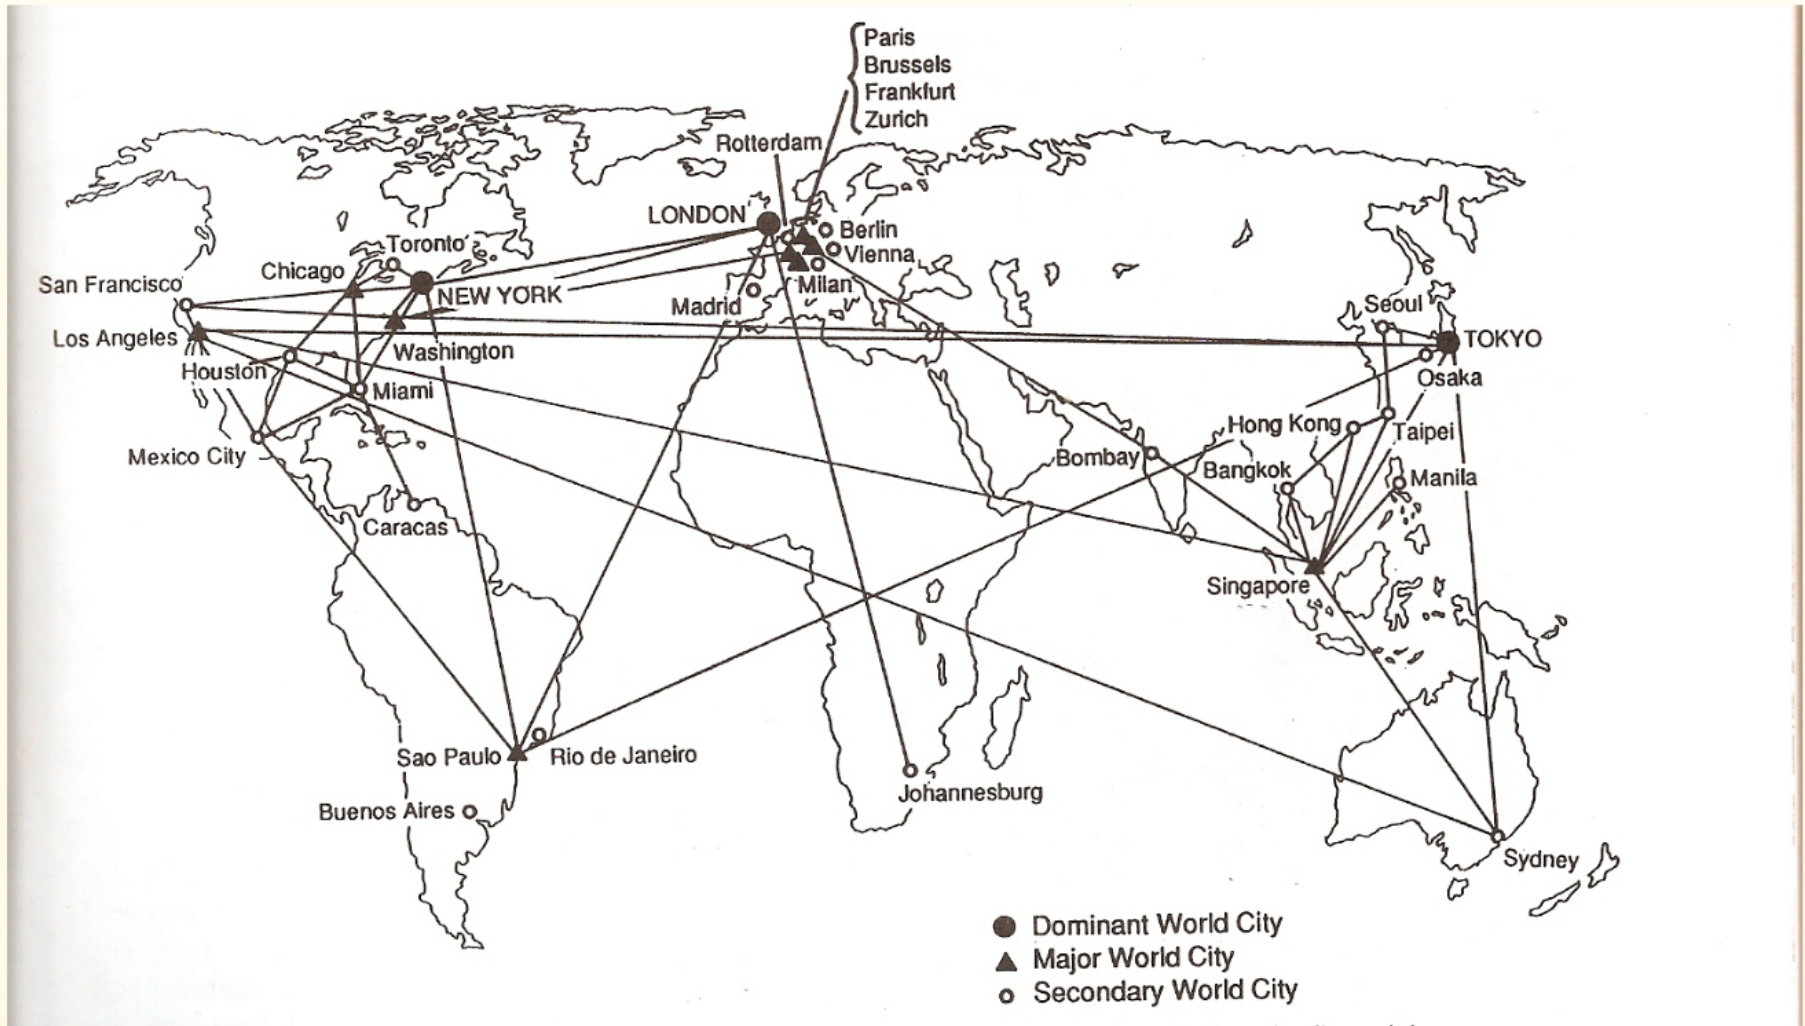 Paris
Brussels
Frankfurt
Zurich
Rotterdam
LONDON
Berlin
Vienna
Milan
Madrid
Toronto
Chicago
San Francisco
NEW YORK
Los Angeles
Washington
Houston
Miami
Mexico City
Caracas
Seoul
TOKYO
Osaka
Hong Kong
Taipei
Bombay
Bangkok
Manila
Singapore
Sao Paulo
Rio de Janeiro
Buenos Aires
Johannesburg
Sydney
Dominant World City
Major World City
Secondary World City